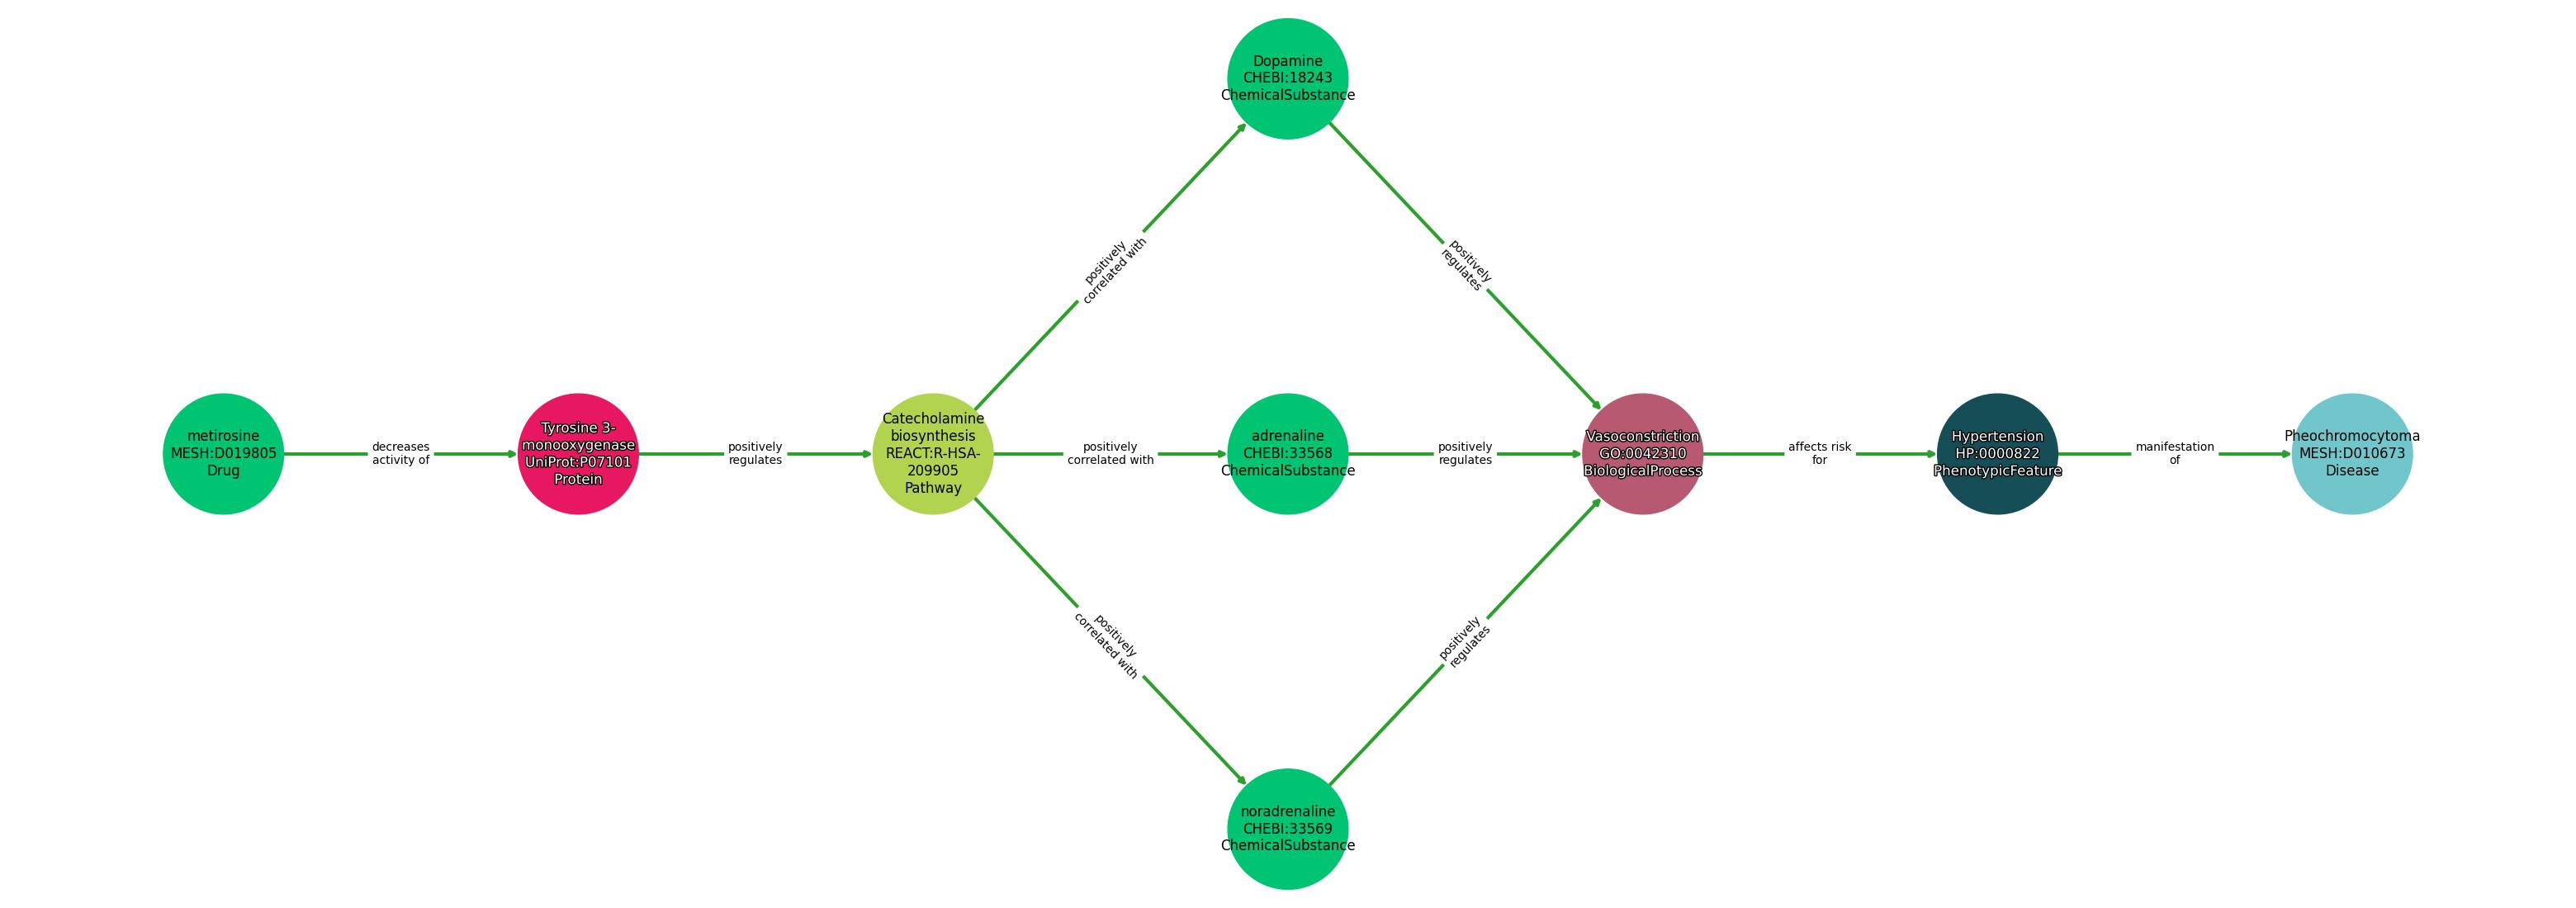 Dopamine
CHEBI:18243
ChemicalSubstance
positively
correlated with
positively
regulates
metirosine
MESH:D019805
Drug
decreases
activity of
Tyrosine 3-
monooxygenase
UniProt:P07101
Protein
positively
regulates
Catecholamine
biosynthesis
REACT:R-HSA-
209905
Pathway
positively
correlated with
adrenaline
CHEBI:33568
ChemicalSubstance
positively
regulates
Vasoconstriction
GO:0042310
BiologicalProcess
affects risk
for
Hypertension
HP:0000822
PhenotypicFeature
manifestation
of
Pheochromocytoma
MESH:D010673
Disease
positively
correlated with
positively
regulates
noradrenaline
CHEBI:33569
ChemicalSubstance